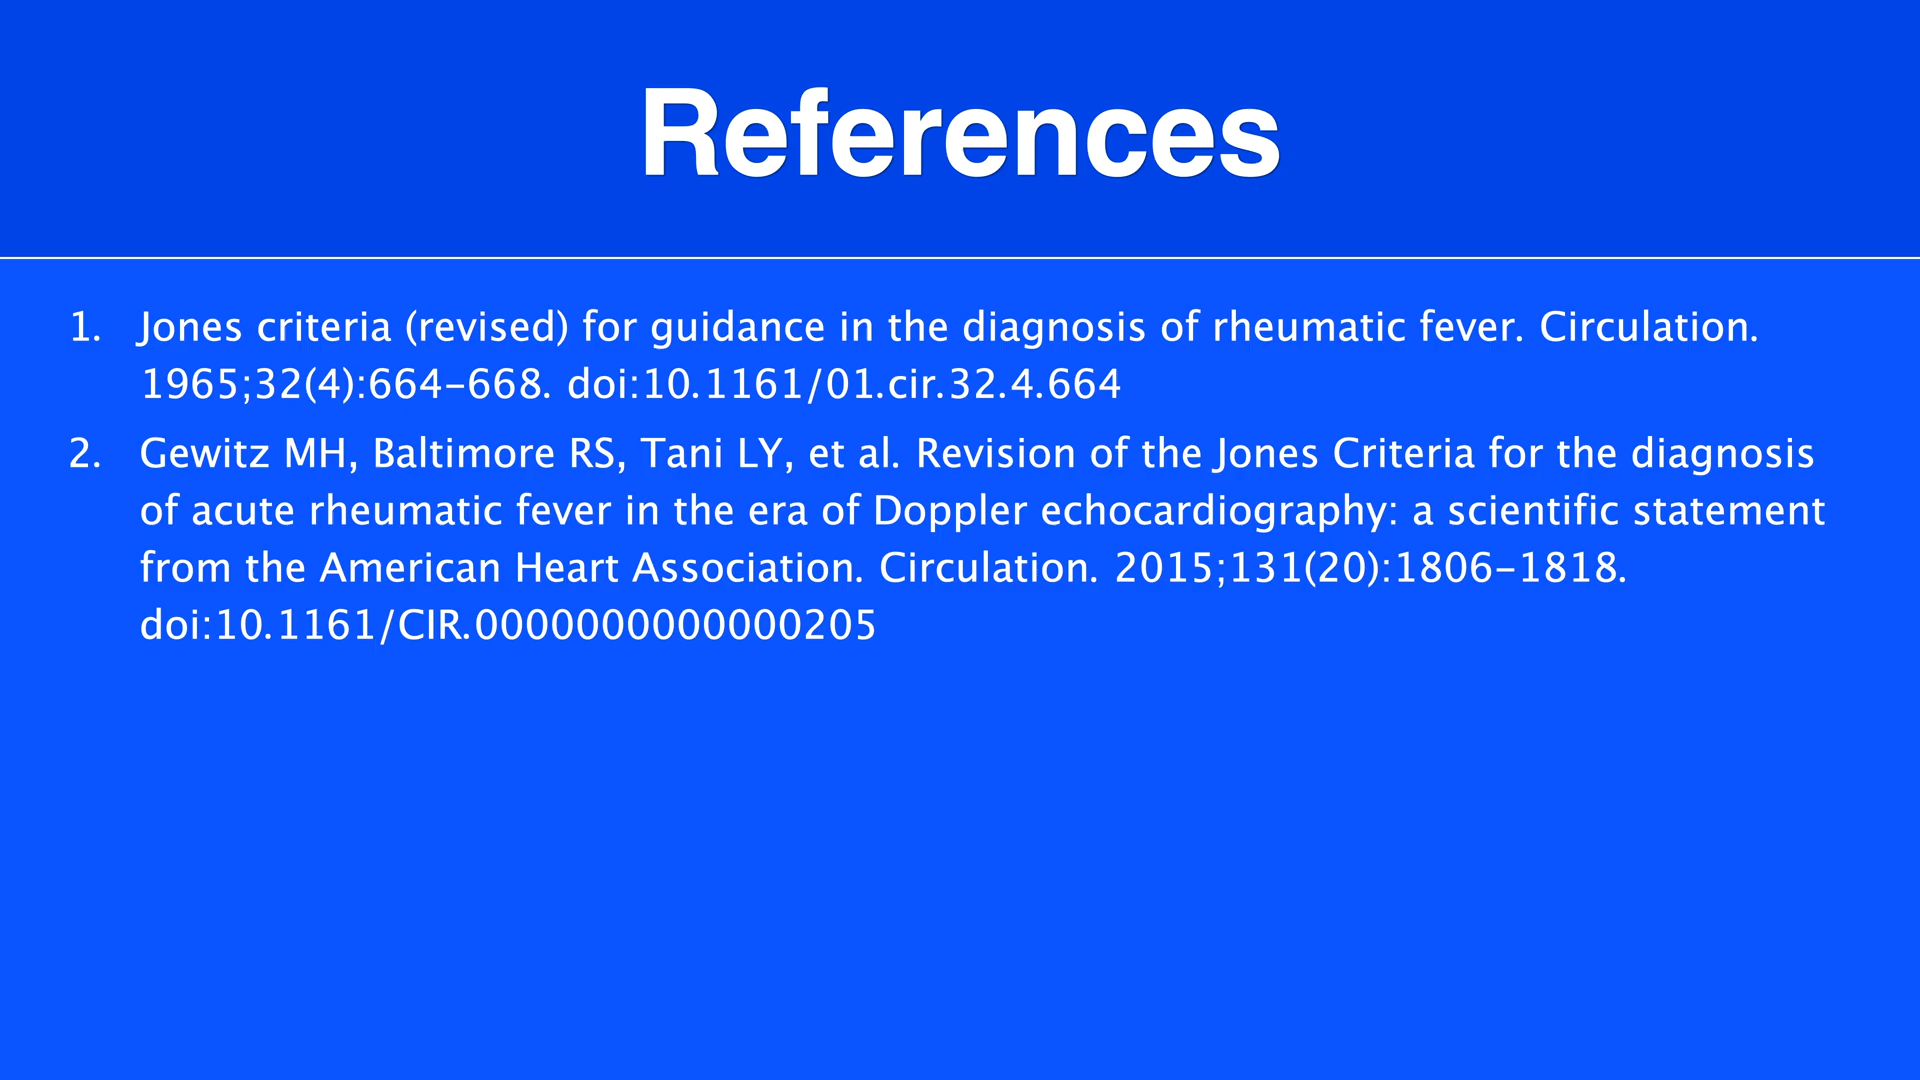 References
1. Jones criteria (revised) for guidance in the diagnosis of rheumatic fever. Circulation.
1965;32(4):664-668. doi:10.1161/01.cir.32.4.664
2. Gewitz MH, Baltimore RS, Tani LY, et al. Revision of the Jones Criteria for the diagnosis
of acute rheumatic fever in the era of Doppler echocardiography: a scientific statement
from the American Heart Association. Circulation. 2015;131(20):1806-1818.
doi:10.1161/CIR.0000000000000205